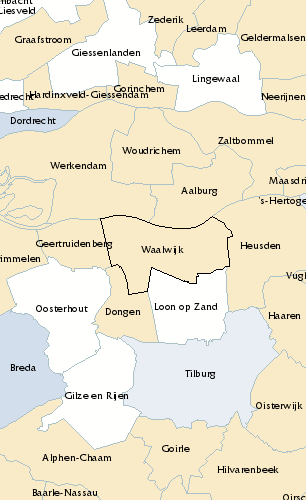 mbacht
Liesveld
Zederik
Leerdam
Graafstroom
Geldermalsen
Giessenlanden
Lingewaal
Gorinchem
Hardinxveld-Giessendam
Neerijnen
edrecht
Dordrecht
Zaltbommel
Woudrichem
Werkendam
Maasdri
Aalburg
's-Hertoge
Geertruidenberg
Waalwijk
Heusden
immelen
Vugh
Oosterhout
Loon op Zand
Dongen
Haaren
Breda
Tilburg
Gilze en Rijen
Oisterwijk
Goirle
Alphen-Chaam
Hilvarenbeek
Baarle-Nassau
Oirsc